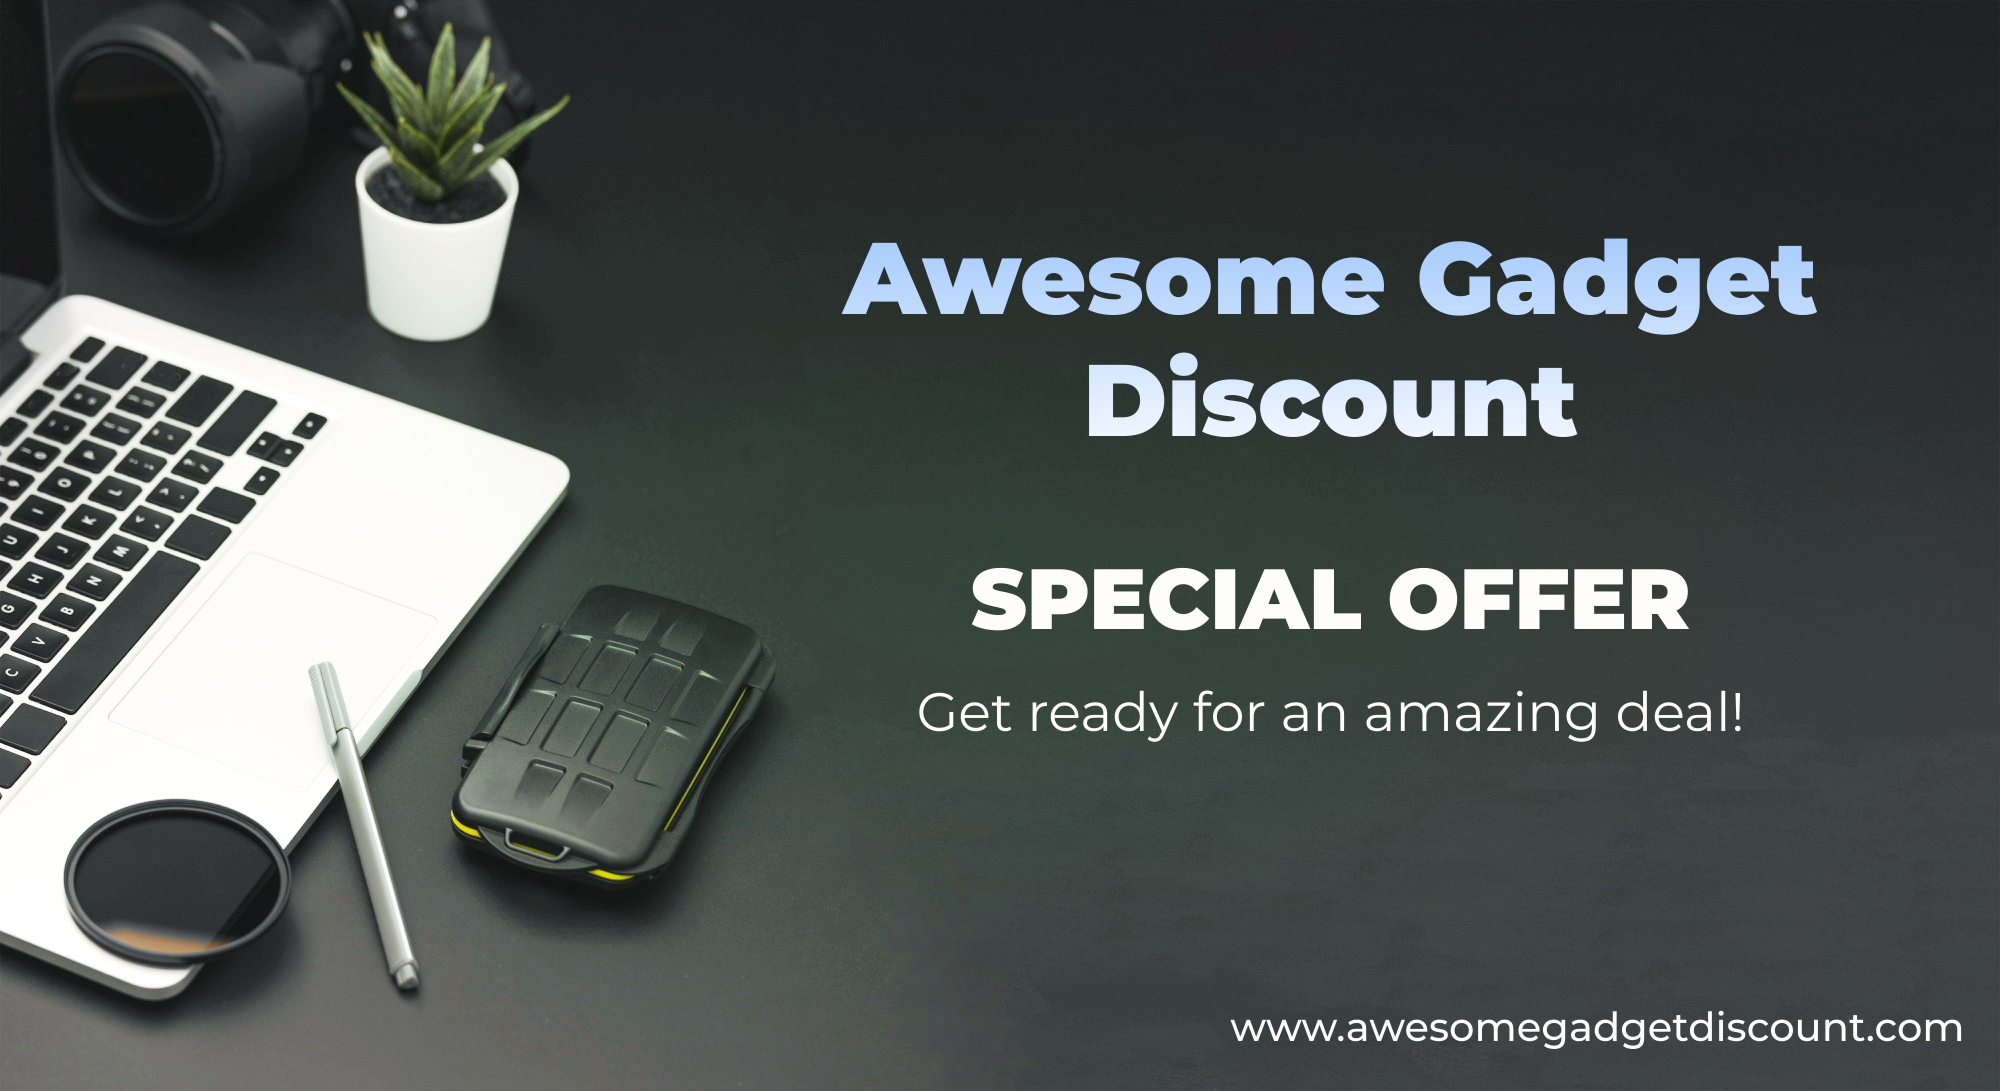 Awesome Gadget
Discount
SPECIAL OFFER
Get ready for an amazing deal!
www.awesomegadgetdiscount.com